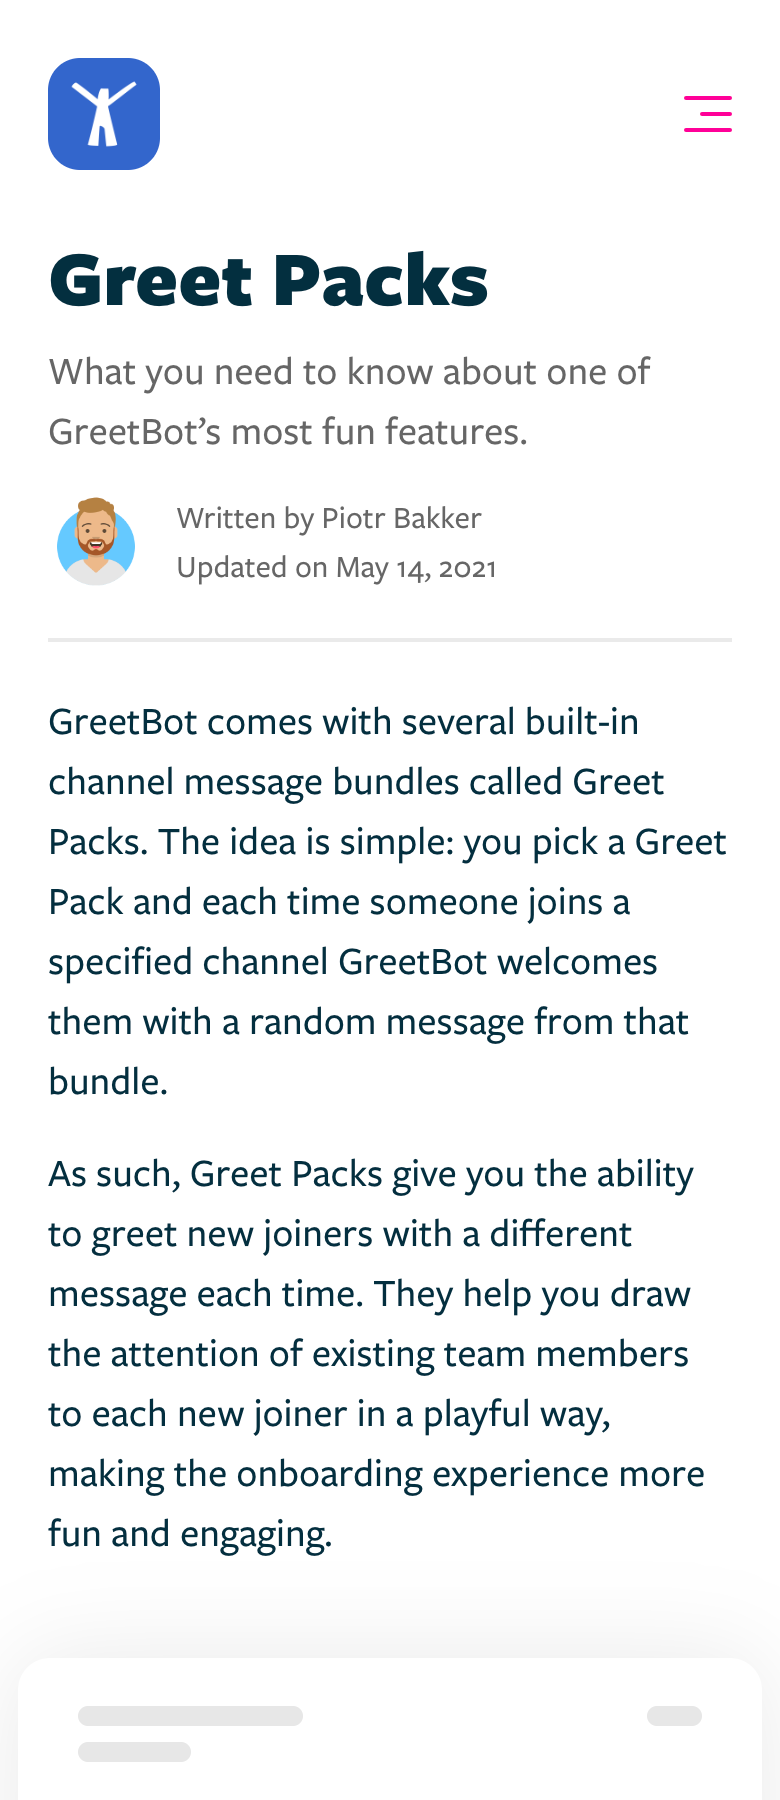 Greet Packs
What you need to know about one of
GreetBot’s most fun features.
Written by Piotr Bakker
Updated on May 14, 2021
GreetBot comes with several built-in
channel message bundles called Greet
Packs. The idea is simple: you pick a Greet
Pack and each time someone joins a
specified channel GreetBot welcomes
them with a random message from that
bundle.
As such, Greet Packs give you the ability
to greet new joiners with a different
message each time. They help you draw
the attention of existing team members
to each new joiner in a playful way,
making the onboarding experience more
fun and engaging.